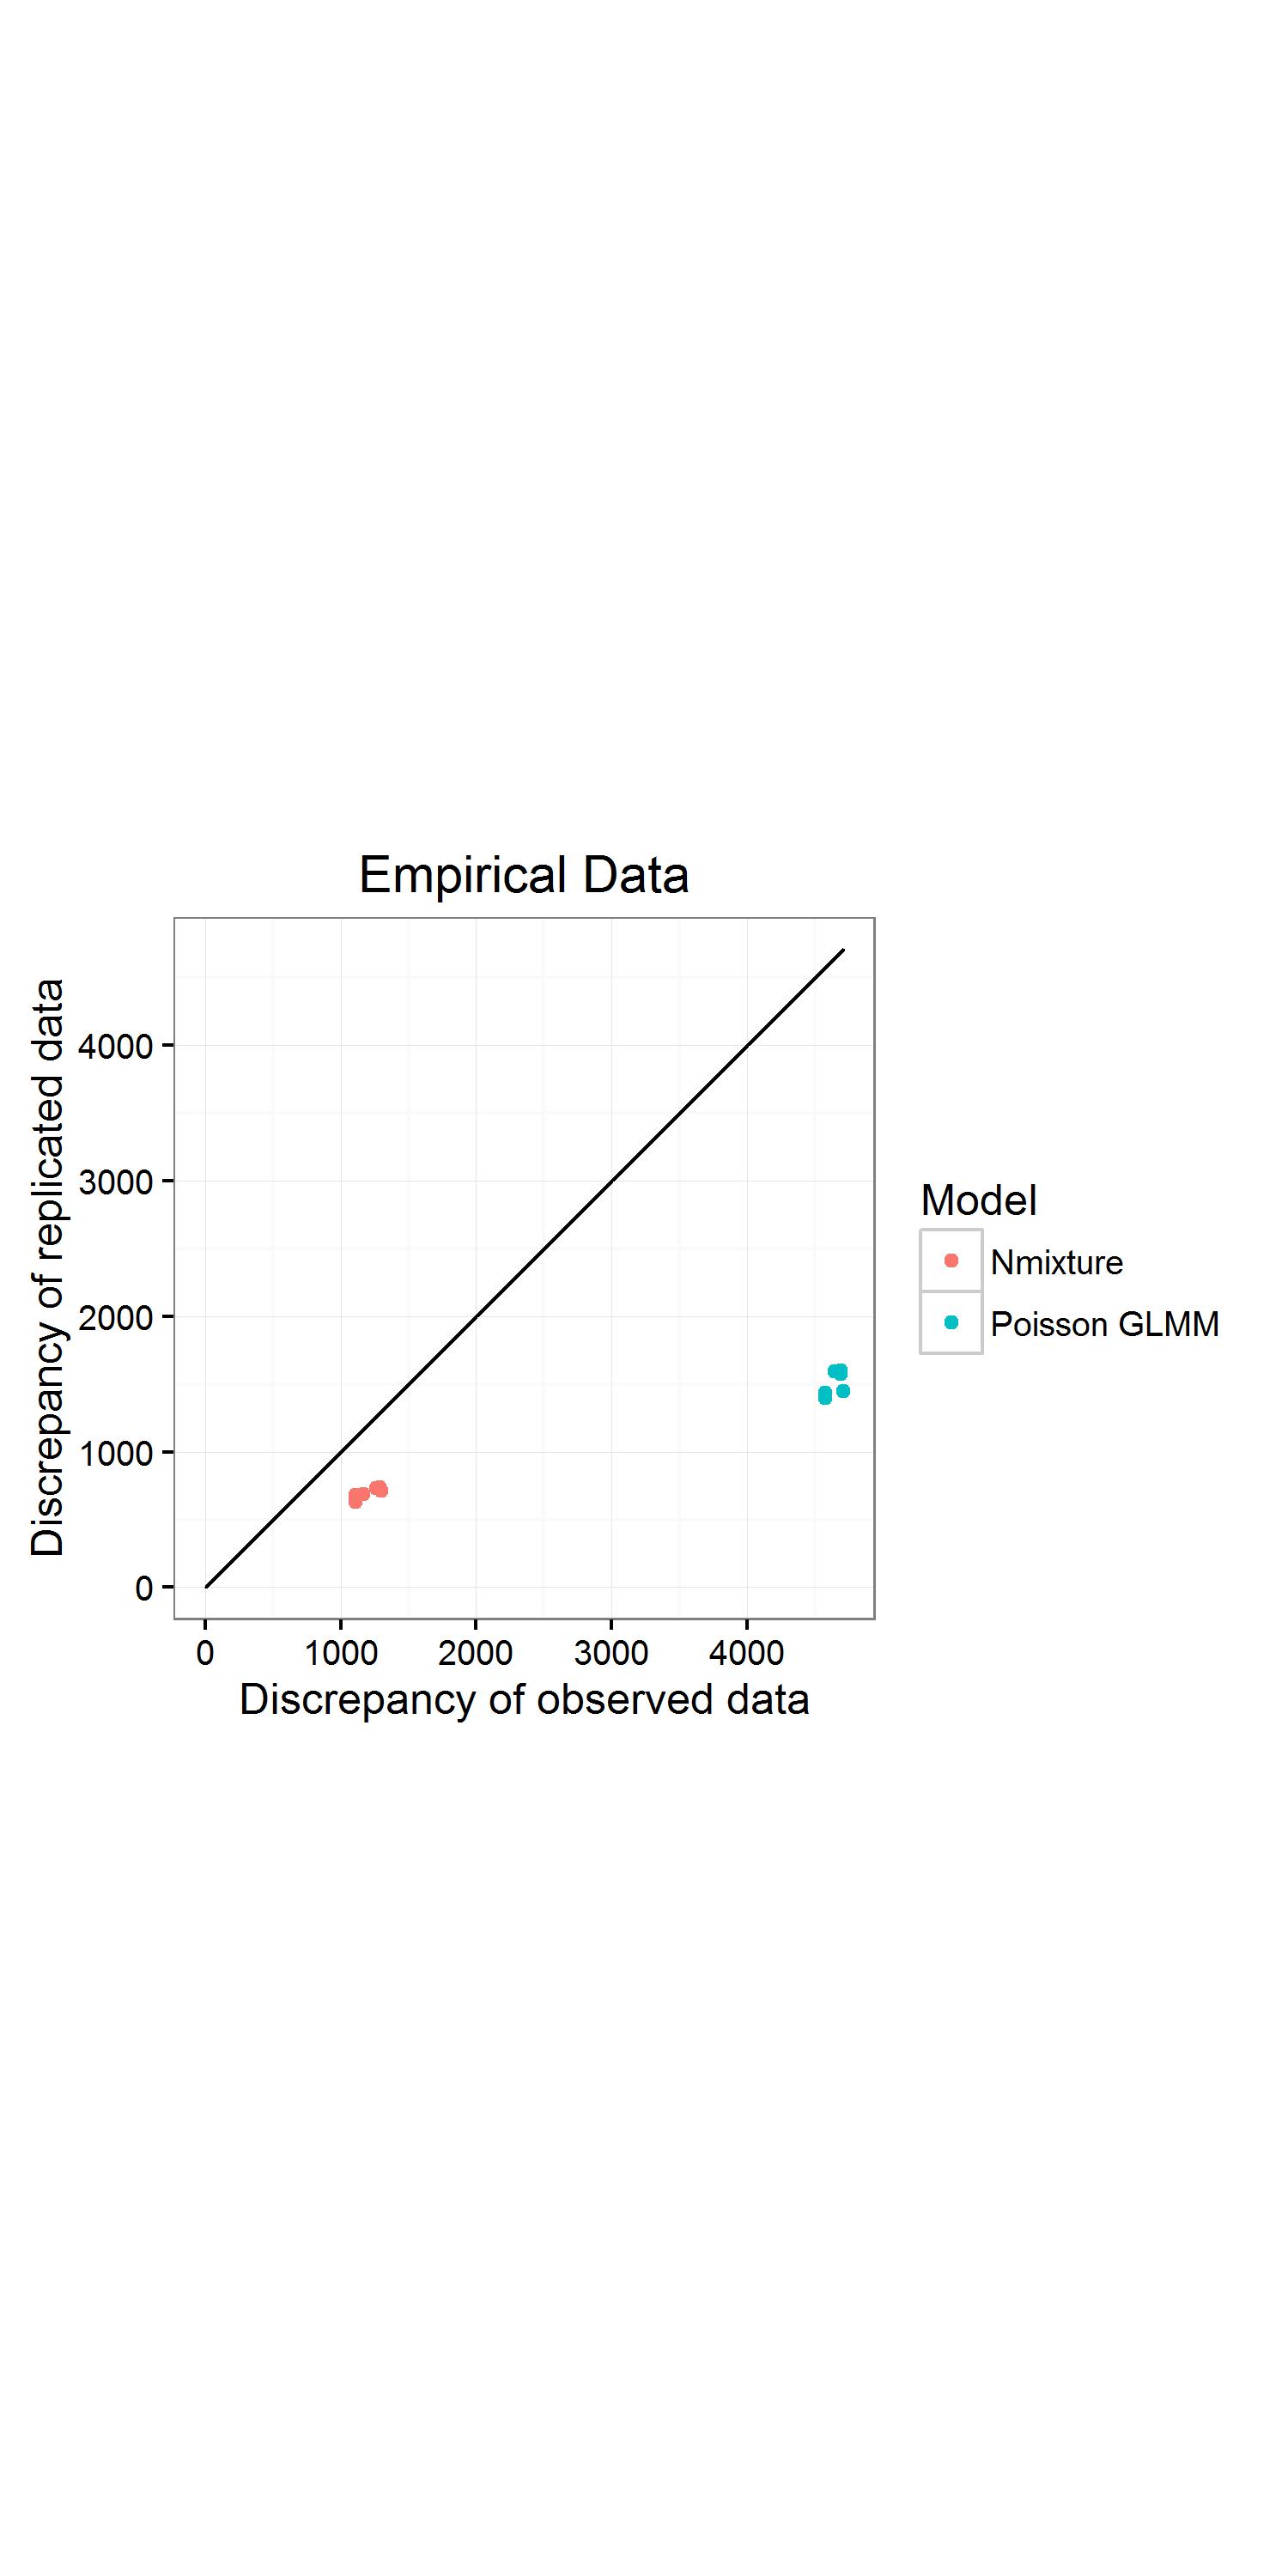 Empirical Data
Discrepancy of replicated data
4000
3000
2000
1000
0
0 1000 2000 3000 4000
Discrepancy of observed data
Model
Nmixture
Poisson GLMM